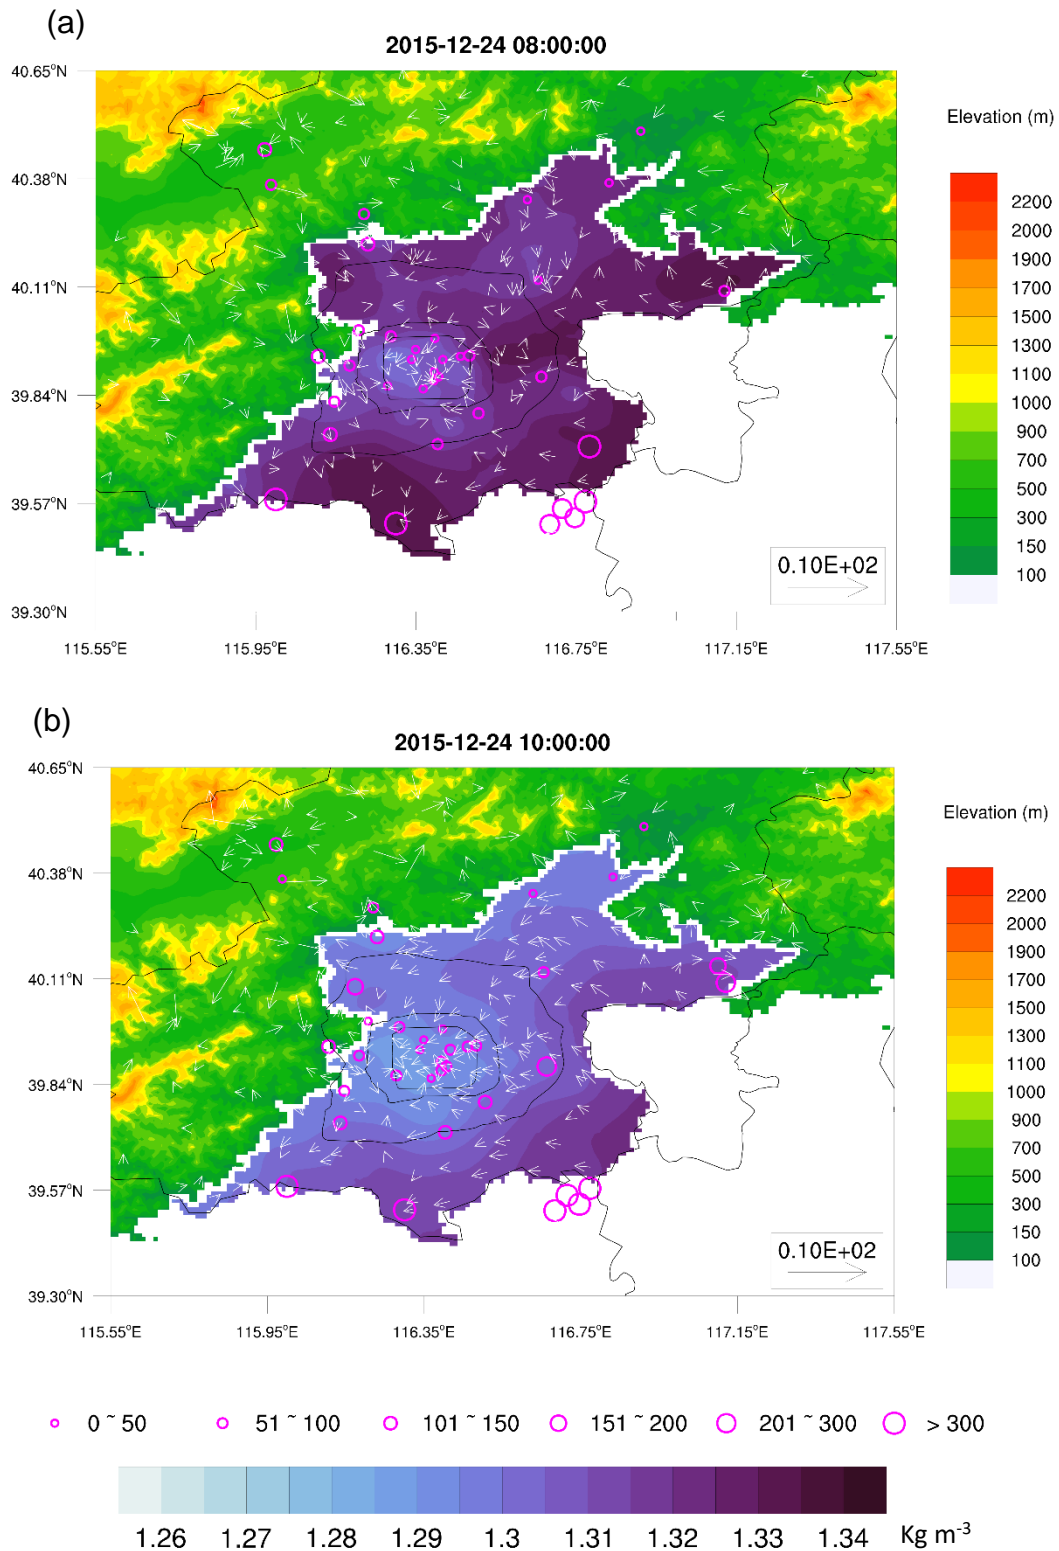 (a)
2015-12-24 08:00:00
40.65°N
40.38°N
40.11°N
39.84°N
39.57°N
39.30°N
115.55°E 115.95°E 116.35°E 116.75°E 117.15°E 117.55°E
0.10E+02
Elevation (m)
2200
2000
1900
1700
1500
1300
1100
1000
900
700
500
300
150
100
(b)
2015-12-24 10:00:00
40.65°N
40.38°N
40.11°N
39.84°N
39.57°N
39.30°N
115.55°E 115.95°E 116.35°E 116.75°E 117.15°E 117.55°E
0.10E+02
Elevation (m)
2200
2000
1900
1700
1500
1300
1100
1000
900
700
500
300
150
100
0 ~ 50 51 ~ 100 101 ~ 150 151 ~ 200 201 ~ 300 > 300
1.26 1.27 1.28 1.29 1.3 1.31 1.32 1.33 1.34 Kg m⁻³